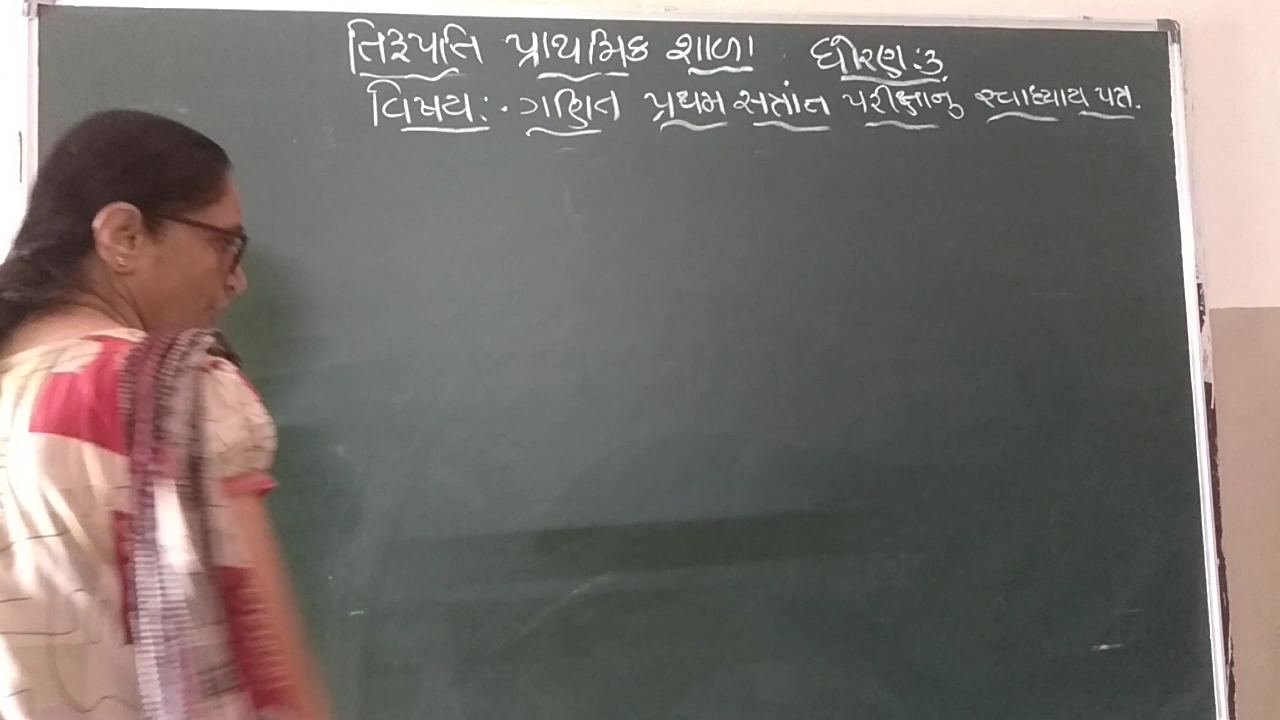 તિરૂપતિ પ્રાથમિક શાળા ધોરણ:૩
વિષય:- ગણિત પ્રથમ સત્રાંત પરીક્ષાનું સ્વાધ્યાય પત્ર.